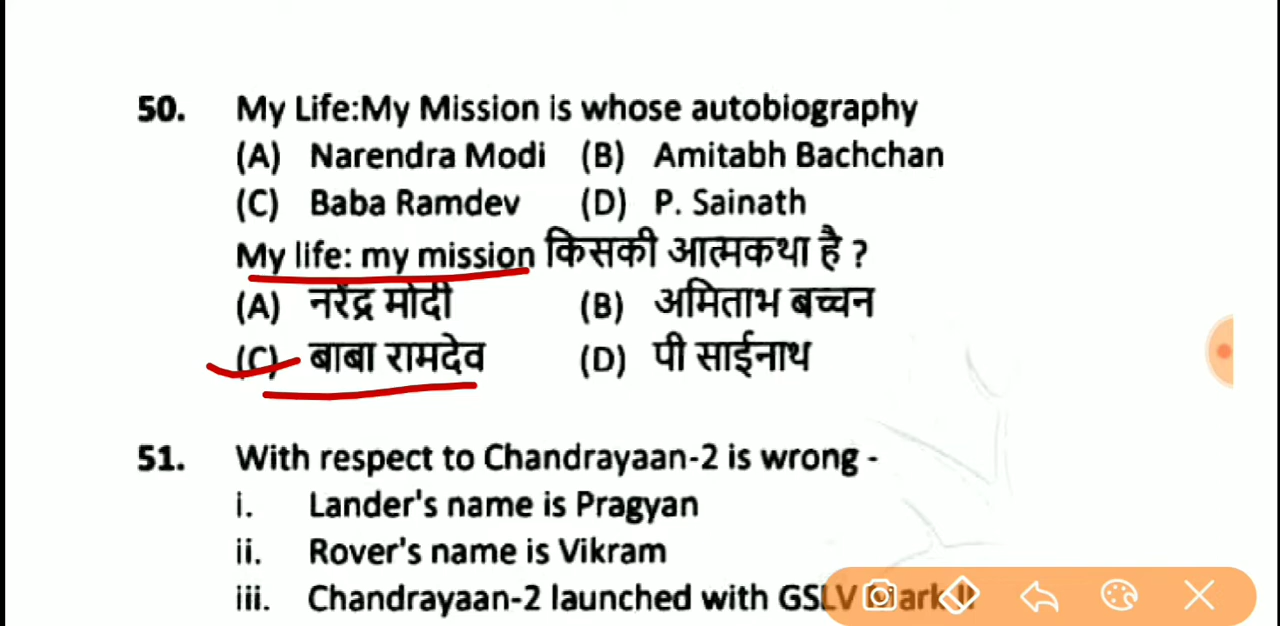 50. My Life:My Mission is whose autobiography
(A) Narendra Modi (B) Amitabh Bachchan
(C) Baba Ramdev (D) P. Sainath
My life: my mission किसकी आत्मकथा है ?
(A) नरेंद्र मोदी (B) अमिताभ बच्चन
(C) बाबा रामदेव (D) पी साईनाथ
51. With respect to Chandrayaan-2 is wrong -
i. Lander's name is Pragyan
ii. Rover's name is Vikram
iii. Chandrayaan-2 launched with GSLV